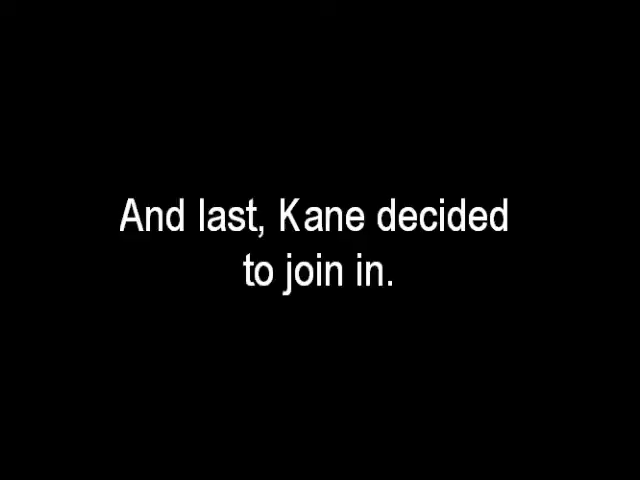 And last, Kane decided
to join in.